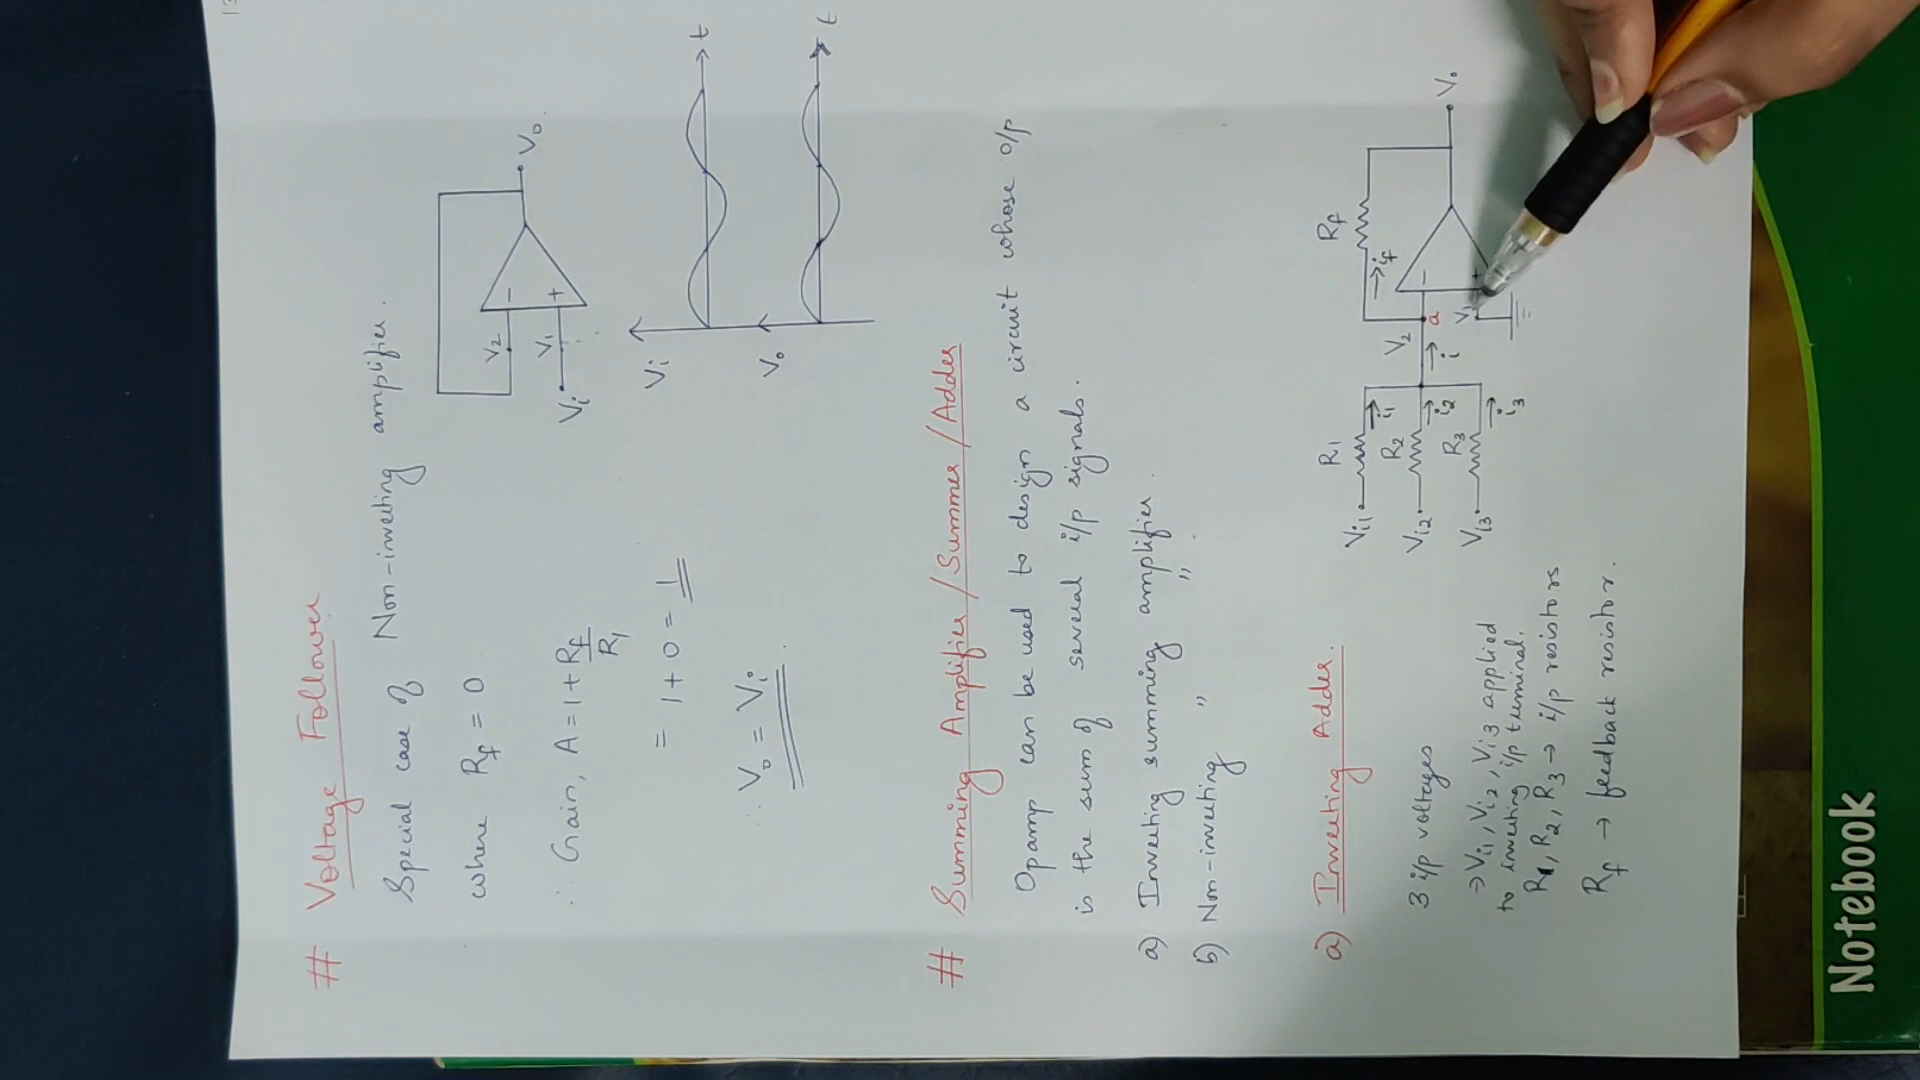 # Voltage Follower
Special case of Non-inverting amplifier.
where Rf = 0
∴ Gain, A = 1 + Rf/R1
= 1 + 0 = 1
∴ Vo = Vi.
V2
V1
Vi
−
+
Vo.
Vi
t
Vo
t
# Summing Amplifier / Summer / Adder
Opamp can be used to design a circuit whose o/p
is the sum of several i/p signals.
a) Inverting summing amplifier.
b) Non-inverting " "
a) Inverting Adder.
3 i/p voltages
→ Vi1, Vi2, Vi3 applied
to inverting i/p terminal.
R1, R2, R3 → i/p resistors
Rf → feedback resistor.
Vi1
R1
i1
Vi2
R2
i2
Vi3
R3
i3
V2
i
a
Rf
if
−
+
V1
Vo
Notebook